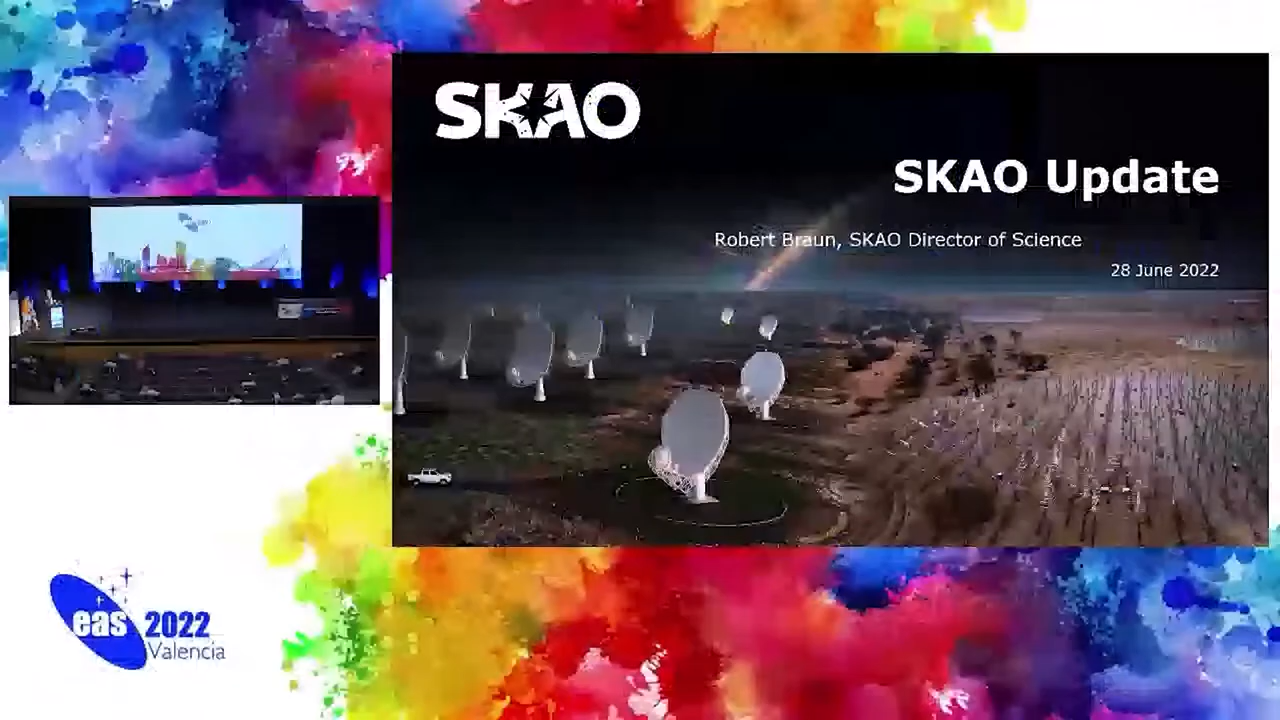 SKAO
SKAO Update
Robert Braun, SKAO Director of Science
28 June 2022
eas 2022
Valencia